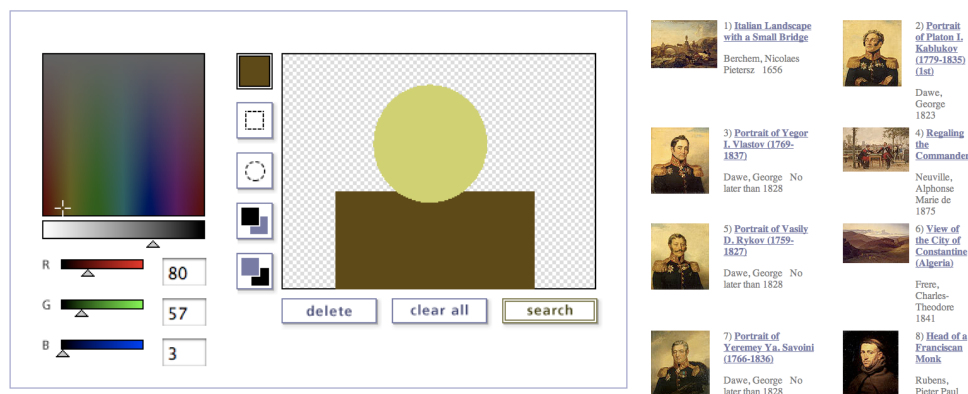 R
80
G
57
B
3
delete
clear all
search
1) Italian Landscape
with a Small Bridge
Berchem, Nicolaes
Pietersz 1656
2) Portrait
of Platon I.
Kablukov
(1779-1835)
(1st)
Dawe,
George
1823
3) Portrait of Yegor
I. Vlastov (1769-
1837)
Dawe, George No
later than 1828
4) Regaling
the
Commander
Neuville,
Alphonse
Marie de
1875
5) Portrait of Vasily
D. Rykov (1759-
1827)
Dawe, George No
later than 1828
6) View of
the City of
Constantine
(Algeria)
Frere,
Charles-
Theodore
1841
7) Portrait of
Yeremey Ya. Savoini
(1766-1836)
Dawe, George No
later than 1828
8) Head of a
Franciscan
Monk
Rubens,
Pieter Paul